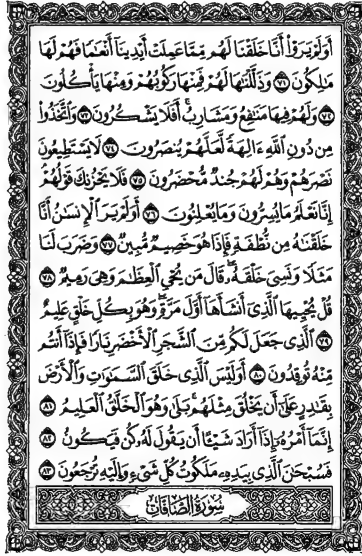 أَوَلَمْ يَرَوْا۟ أَنَّا خَلَقْنَا لَهُم مِّمَّا عَمِلَتْ أَيْدِينَآ أَنْعَـٰمًا فَهُمْ لَهَا
مَـٰلِكُونَ ٧١ وَذَلَّلْنَـٰهَا لَهُمْ فَمِنْهَا رَكُوبُهُمْ وَمِنْهَا يَأْكُلُونَ
٧٢ وَلَهُمْ فِيهَا مَنَـٰفِعُ وَمَشَارِبُ ۖ أَفَلَا يَشْكُرُونَ ٧٣ وَٱتَّخَذُوا۟
مِن دُونِ ٱللَّهِ ءَالِهَةً لَّعَلَّهُمْ يُنصَرُونَ ٧٤ لَا يَسْتَطِيعُونَ
نَصْرَهُمْ وَهُمْ لَهُمْ جُندٌ مُّحْضَرُونَ ٧٥ فَلَا يَحْزُنكَ قَوْلُهُمْ ۘ
إِنَّا نَعْلَمُ مَا يُسِرُّونَ وَمَا يُعْلِنُونَ ٧٦ أَوَلَمْ يَرَ ٱلْإِنسَـٰنُ أَنَّا
خَلَقْنَـٰهُ مِن نُّطْفَةٍ فَإِذَا هُوَ خَصِيمٌ مُّبِينٌ ٧٧ وَضَرَبَ لَنَا
مَثَلًا وَنَسِىَ خَلْقَهُۥ ۖ قَالَ مَن يُحْىِ ٱلْعِظَـٰمَ وَهِىَ رَمِيمٌ ٧٨
قُلْ يُحْيِيهَا ٱلَّذِىٓ أَنشَأَهَآ أَوَّلَ مَرَّةٍ ۖ وَهُوَ بِكُلِّ خَلْقٍ عَلِيمٌ
٧٩ ٱلَّذِى جَعَلَ لَكُم مِّنَ ٱلشَّجَرِ ٱلْأَخْضَرِ نَارًا فَإِذَآ أَنتُم
مِّنْهُ تُوقِدُونَ ٨٠ أَوَلَيْسَ ٱلَّذِى خَلَقَ ٱلسَّمَـٰوَٰتِ وَٱلْأَرْضَ
بِقَـٰدِرٍ عَلَىٰٓ أَن يَخْلُقَ مِثْلَهُم ۚ بَلَىٰ وَهُوَ ٱلْخَلَّـٰقُ ٱلْعَلِيمُ ٨١
إِنَّمَآ أَمْرُهُۥٓ إِذَآ أَرَادَ شَيْـًٔا أَن يَقُولَ لَهُۥ كُن فَيَكُونُ ٨٢
فَسُبْحَـٰنَ ٱلَّذِى بِيَدِهِۦ مَلَكُوتُ كُلِّ شَىْءٍ وَإِلَيْهِ تُرْجَعُونَ ٨٣
سُورَةُ الصَّافَّاتِ